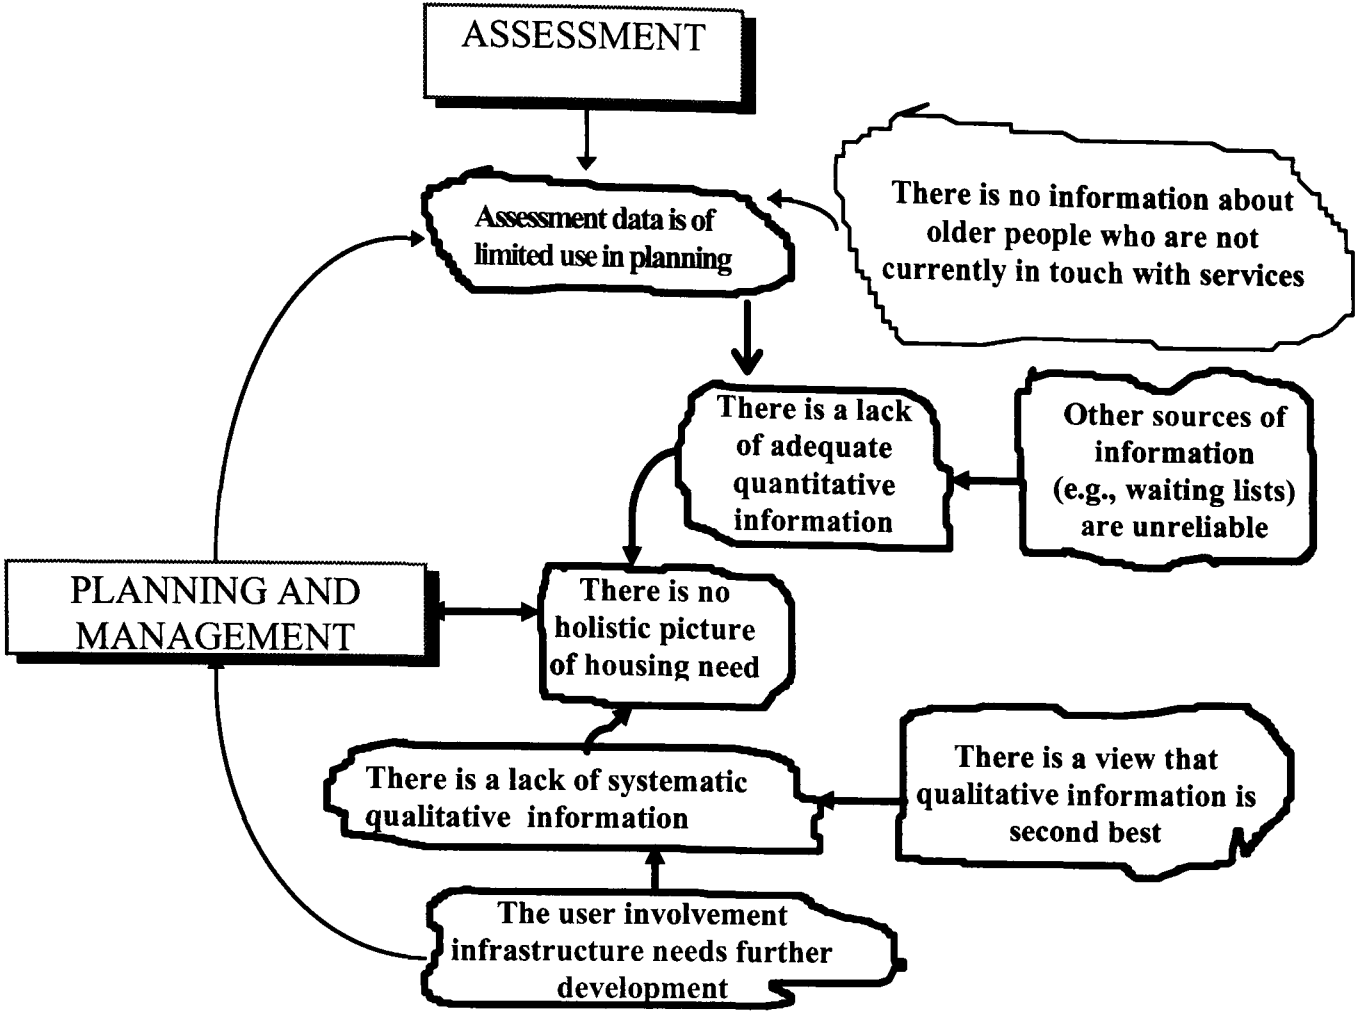 ASSESSMENT
There is no information about
older people who are not
currently in touch with services
Assessment data is of
limited use in planning
There is a lack
of adequate
quantitative
information
Other sources of
information
(e.g., waiting lists)
are unreliable
PLANNING AND
MANAGEMENT
There is no
holistic picture
of housing need
There is a lack of systematic
qualitative information
There is a view that
qualitative information is
second best
The user involvement
infrastructure needs further
development